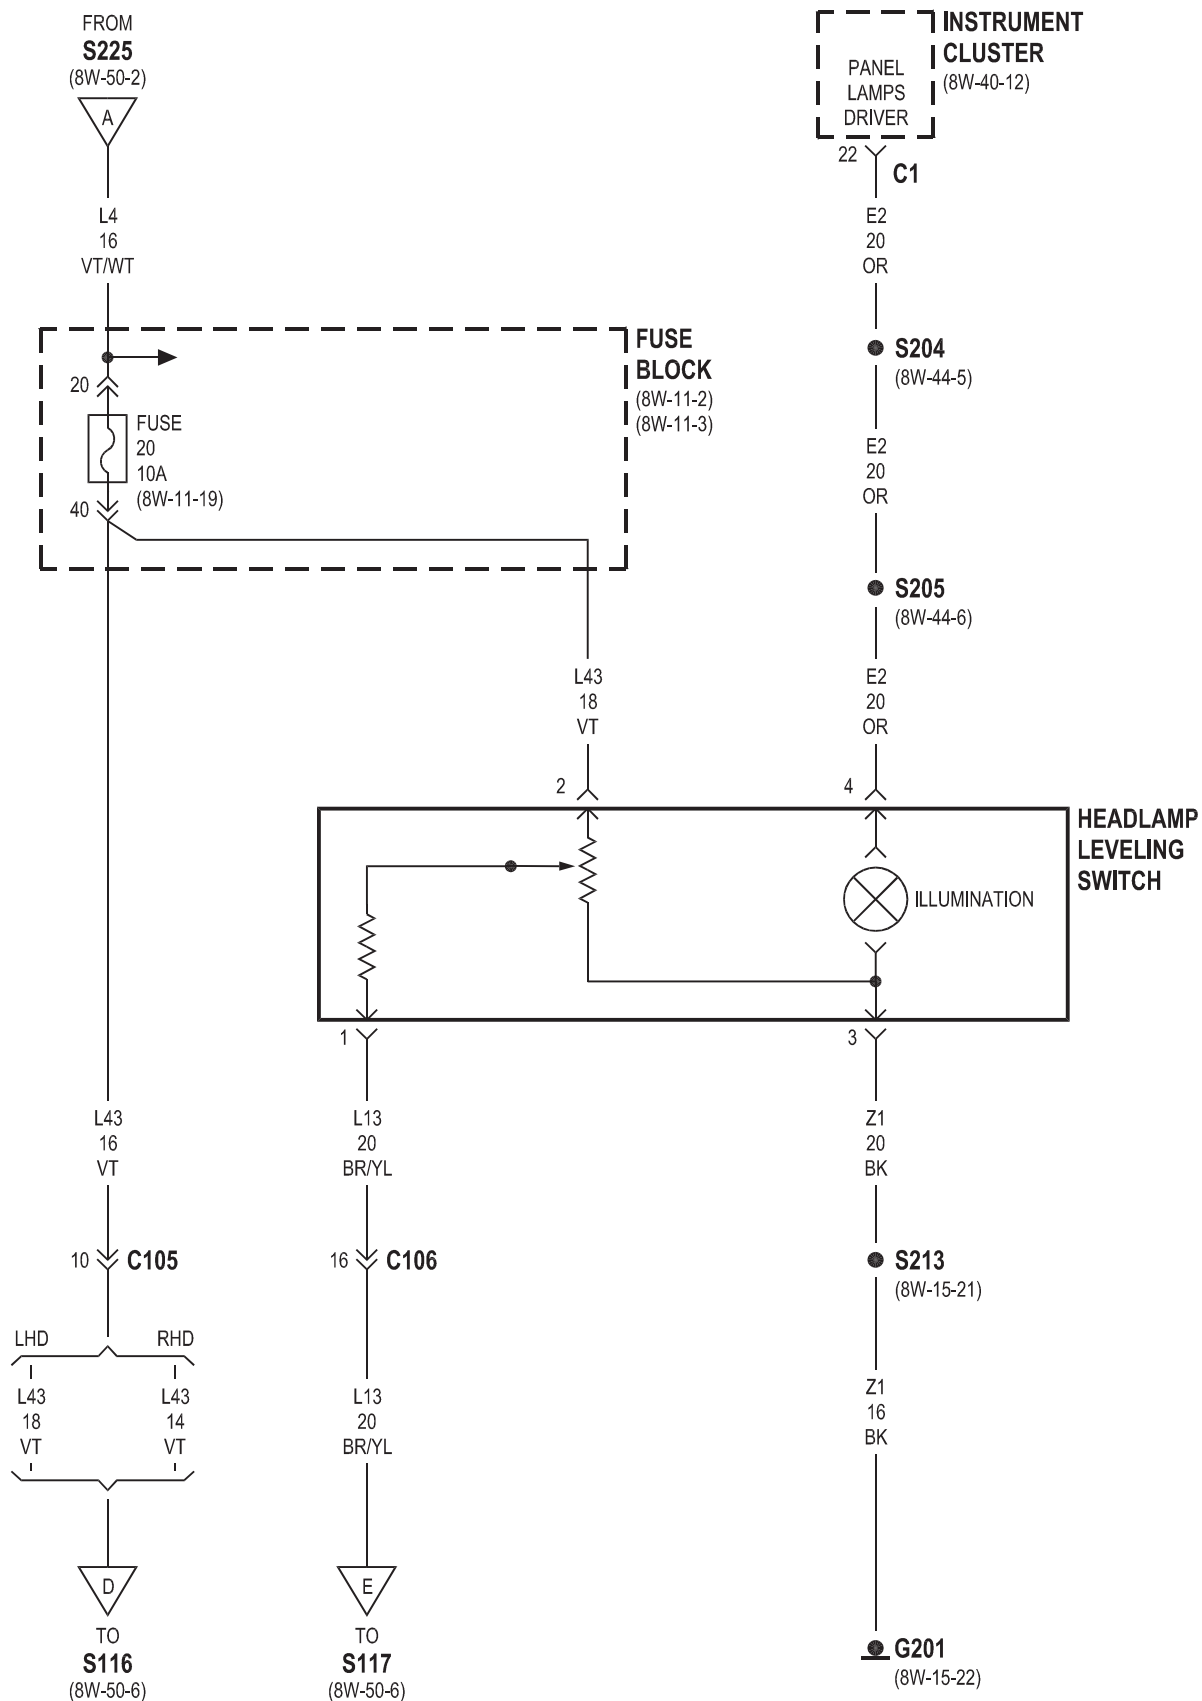 FROM
S225
(8W-50-2)
A
L4
16
VT/WT
INSTRUMENT
CLUSTER
(8W-40-12)
PANEL
LAMPS
DRIVER
22
C1
E2
20
OR
S204
(8W-44-5)
E2
20
OR
S205
(8W-44-6)
E2
20
OR
FUSE
BLOCK
(8W-11-2)
(8W-11-3)
20
FUSE
20
10A
(8W-11-19)
40
L43
18
VT
2
4
HEADLAMP
LEVELING
SWITCH
ILLUMINATION
1
3
L43
16
VT
L13
20
BR/YL
Z1
20
BK
10
C105
16
C106
S213
(8W-15-21)
LHD
RHD
L43
18
VT
L43
14
VT
L13
20
BR/YL
Z1
16
BK
D
TO
S116
(8W-50-6)
E
TO
S117
(8W-50-6)
G201
(8W-15-22)